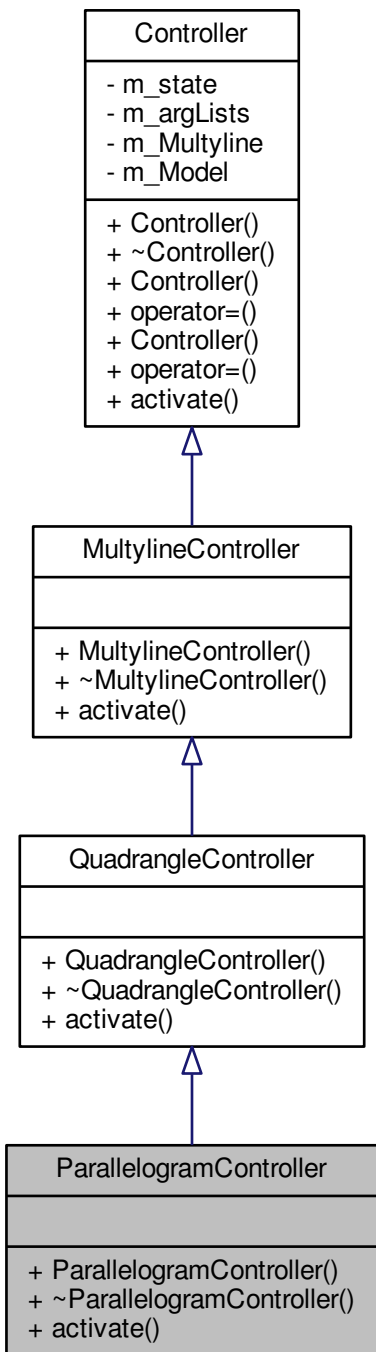 Controller
- m_state
- m_argLists
- m_Multyline
- m_Model
+ Controller()
+ ~Controller()
+ Controller()
+ operator=()
+ Controller()
+ operator=()
+ activate()
MultylineController
+ MultylineController()
+ ~MultylineController()
+ activate()
QuadrangleController
+ QuadrangleController()
+ ~QuadrangleController()
+ activate()
ParallelogramController
+ ParallelogramController()
+ ~ParallelogramController()
+ activate()